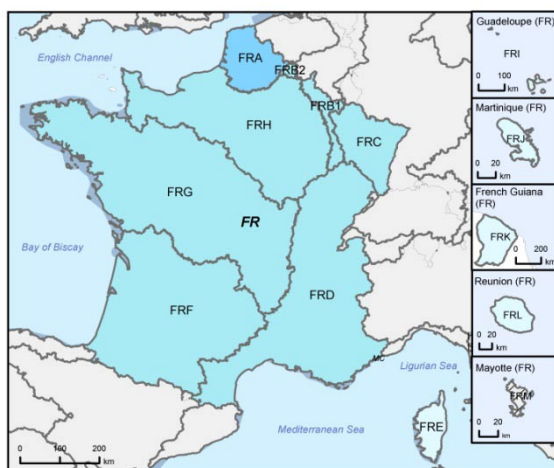 English Channel
FRA
FRB2
FRB1
FRH
FRC
FRG
FR
Bay of Biscay
FRF
FRD
MC
Ligurian Sea
FRE
Mediterranean Sea
0 100 200
km
Guadeloupe (FR)
FRI
0 100
km
Martinique (FR)
FRJ
0 20
km
French Guiana
(FR)
FRK
0 200
km
Reunion (FR)
FRL
0 20
km
Mayotte (FR)
FRM
0 20
km